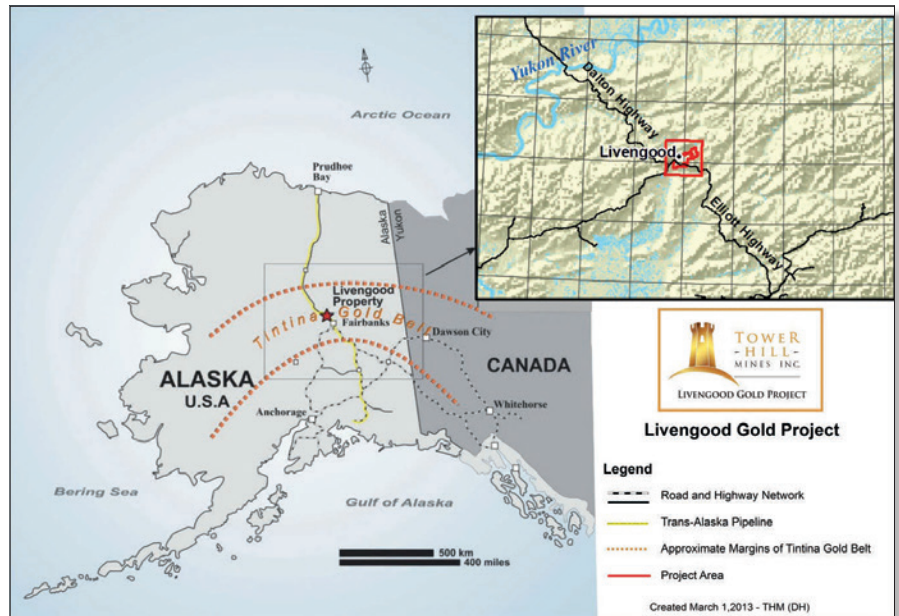 Arctic Ocean
Prudhoe
Bay
Alaska
Yukon
Livengood
Property
Tintina Gold Belt
Fairbanks
Dawson City
ALASKA
U.S.A
CANADA
Anchorage
Whitehorse
Bering Sea
Gulf of Alaska
500 km
400 miles
Yukon River
Dalton Highway
Livengood
Elliott Highway
TOWER
- HILL -
MINES INC
LIVENGOOD GOLD PROJECT
Livengood Gold Project
Legend
Road and Highway Network
Trans-Alaska Pipeline
Approximate Margins of Tintina Gold Belt
Project Area
Created March 1,2013 - THM (DH)